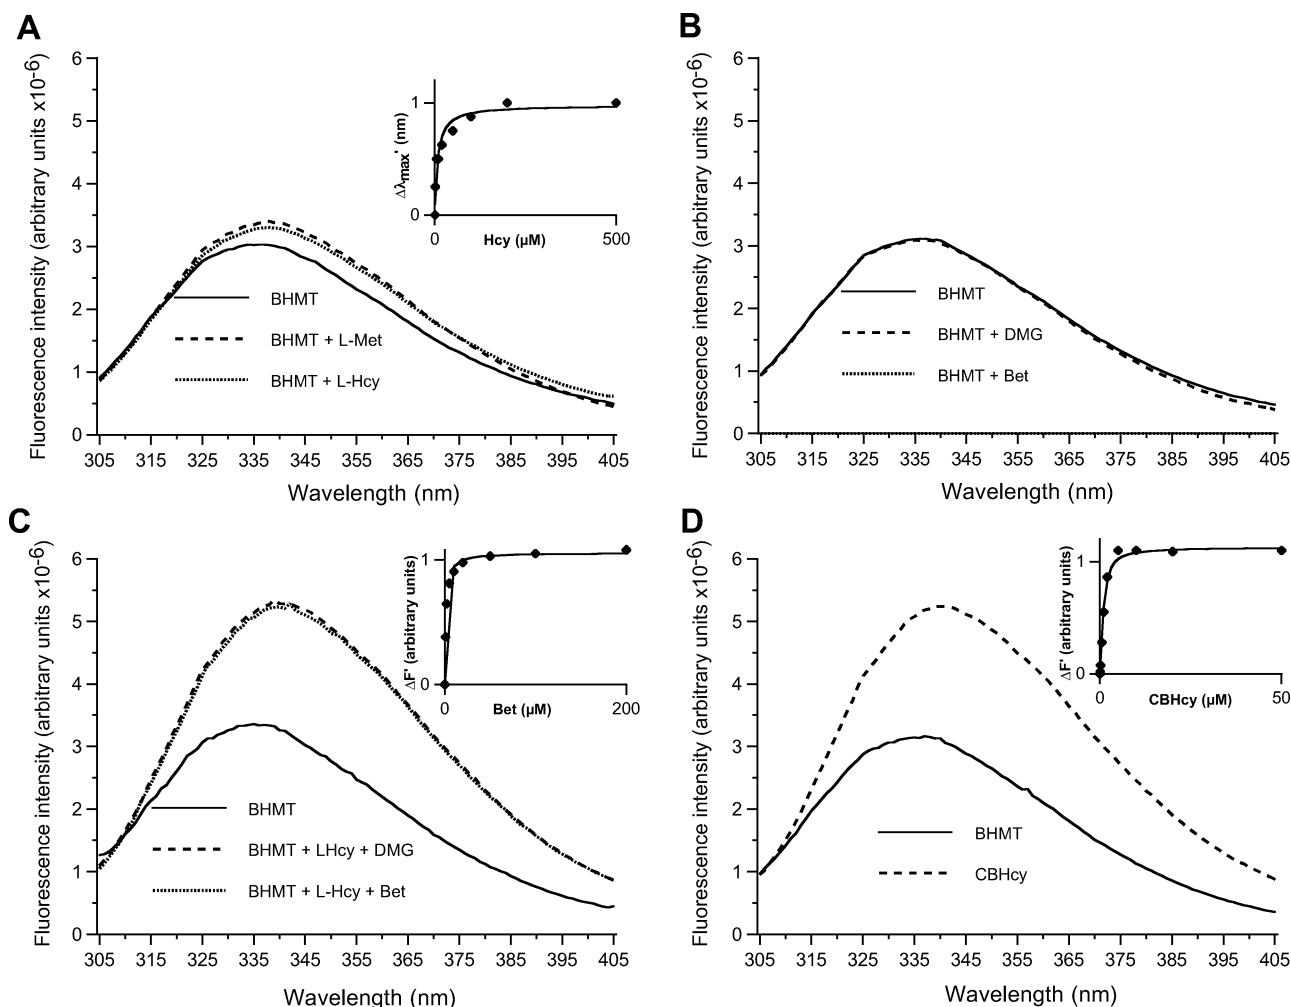 A
Fluorescence intensity (arbitrary units x10-6)
6
5
4
3
2
1
0
305 315 325 335 345 355 365 375 385 395 405
Wavelength (nm)
BHMT
BHMT + L-Met
BHMT + L-Hcy
Δλmax' (nm)
1
0
0 500
Hcy (µM)
B
Fluorescence intensity (arbitrary units x10-6)
6
5
4
3
2
1
0
305 315 325 335 345 355 365 375 385 395 405
Wavelength (nm)
BHMT
BHMT + DMG
BHMT + Bet
C
Fluorescence intensity (arbitrary units x10-6)
6
5
4
3
2
1
0
305 315 325 335 345 355 365 375 385 395 405
Wavelength (nm)
BHMT
BHMT + LHcy + DMG
BHMT + L-Hcy + Bet
ΔF' (arbitrary units)
1
0
0 200
Bet (µM)
D
Fluorescence intensity (arbitrary units x10-6)
6
5
4
3
2
1
0
305 315 325 335 345 355 365 375 385 395 405
Wavelength (nm)
BHMT
CBHcy
ΔF' (arbitrary units)
1
0
0 50
CBHcy (µM)